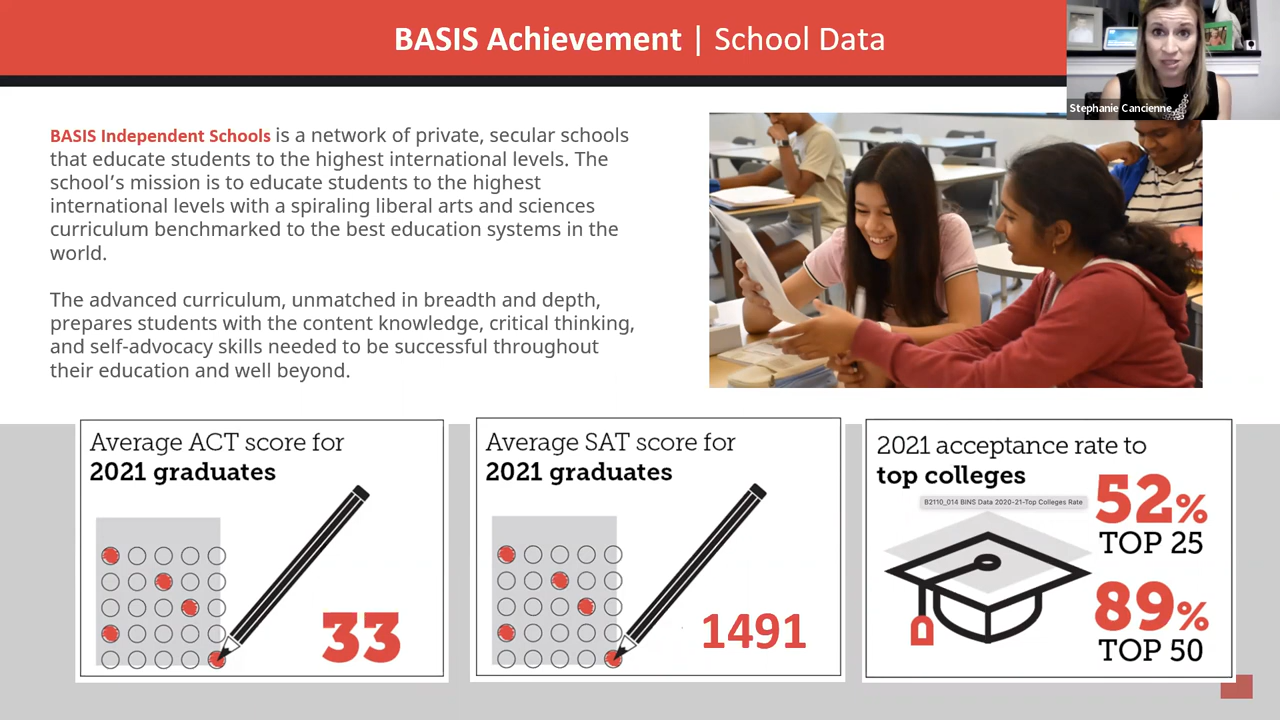 BASIS Achievement | School Data
Stephanie Cancienne
BASIS Independent Schools is a network of private, secular schools
that educate students to the highest international levels. The
school's mission is to educate students to the highest
international levels with a spiraling liberal arts and sciences
curriculum benchmarked to the best education systems in the
world.
The advanced curriculum, unmatched in breadth and depth,
prepares students with the content knowledge, critical thinking,
and self-advocacy skills needed to be successful throughout
their education and well beyond.
Average ACT score for
2021 graduates
33
Average SAT score for
2021 graduates
1491
2021 acceptance rate to
top colleges
B2110_014 BINS Data 2020-21-Top Colleges Rate
52%
TOP 25
89%
TOP 50